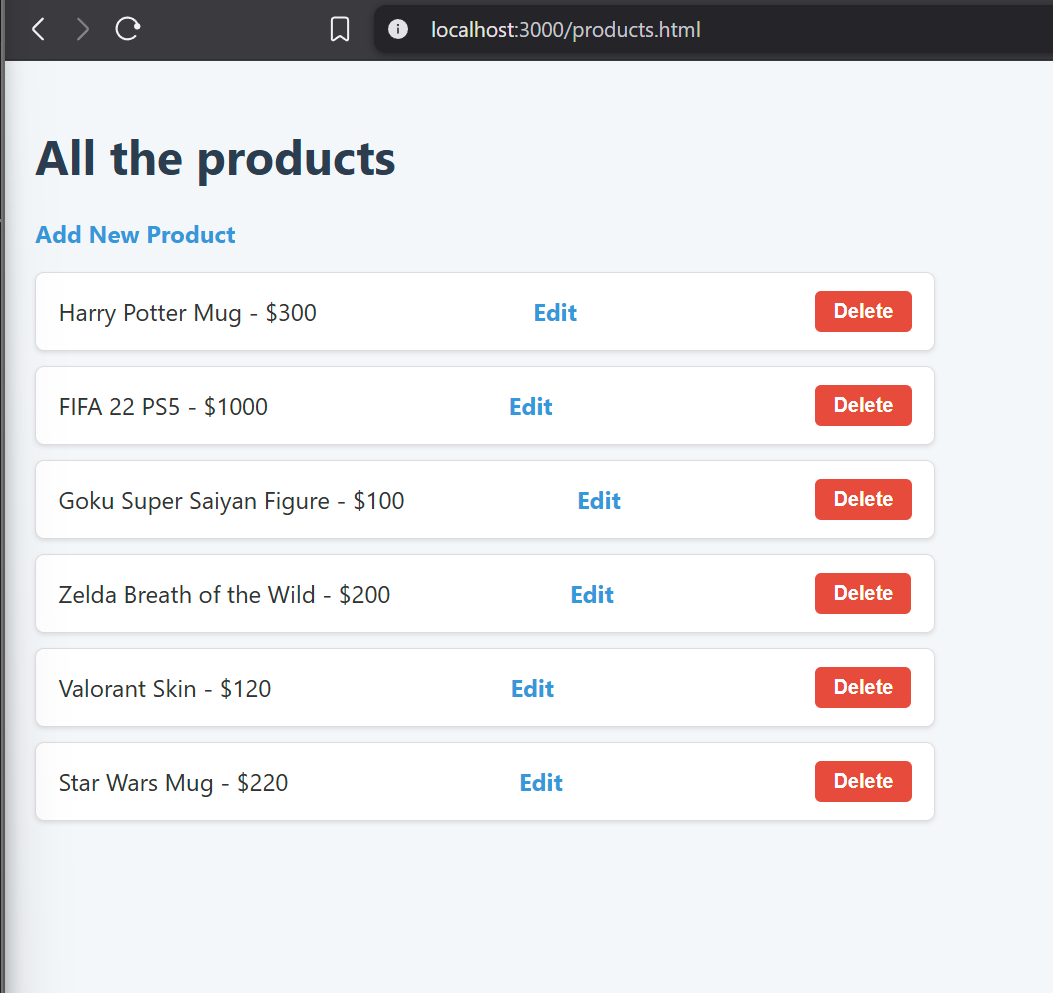 localhost:3000/products.html
All the products
Add New Product
Harry Potter Mug - $300 Edit Delete
FIFA 22 PS5 - $1000 Edit Delete
Goku Super Saiyan Figure - $100 Edit Delete
Zelda Breath of the Wild - $200 Edit Delete
Valorant Skin - $120 Edit Delete
Star Wars Mug - $220 Edit Delete